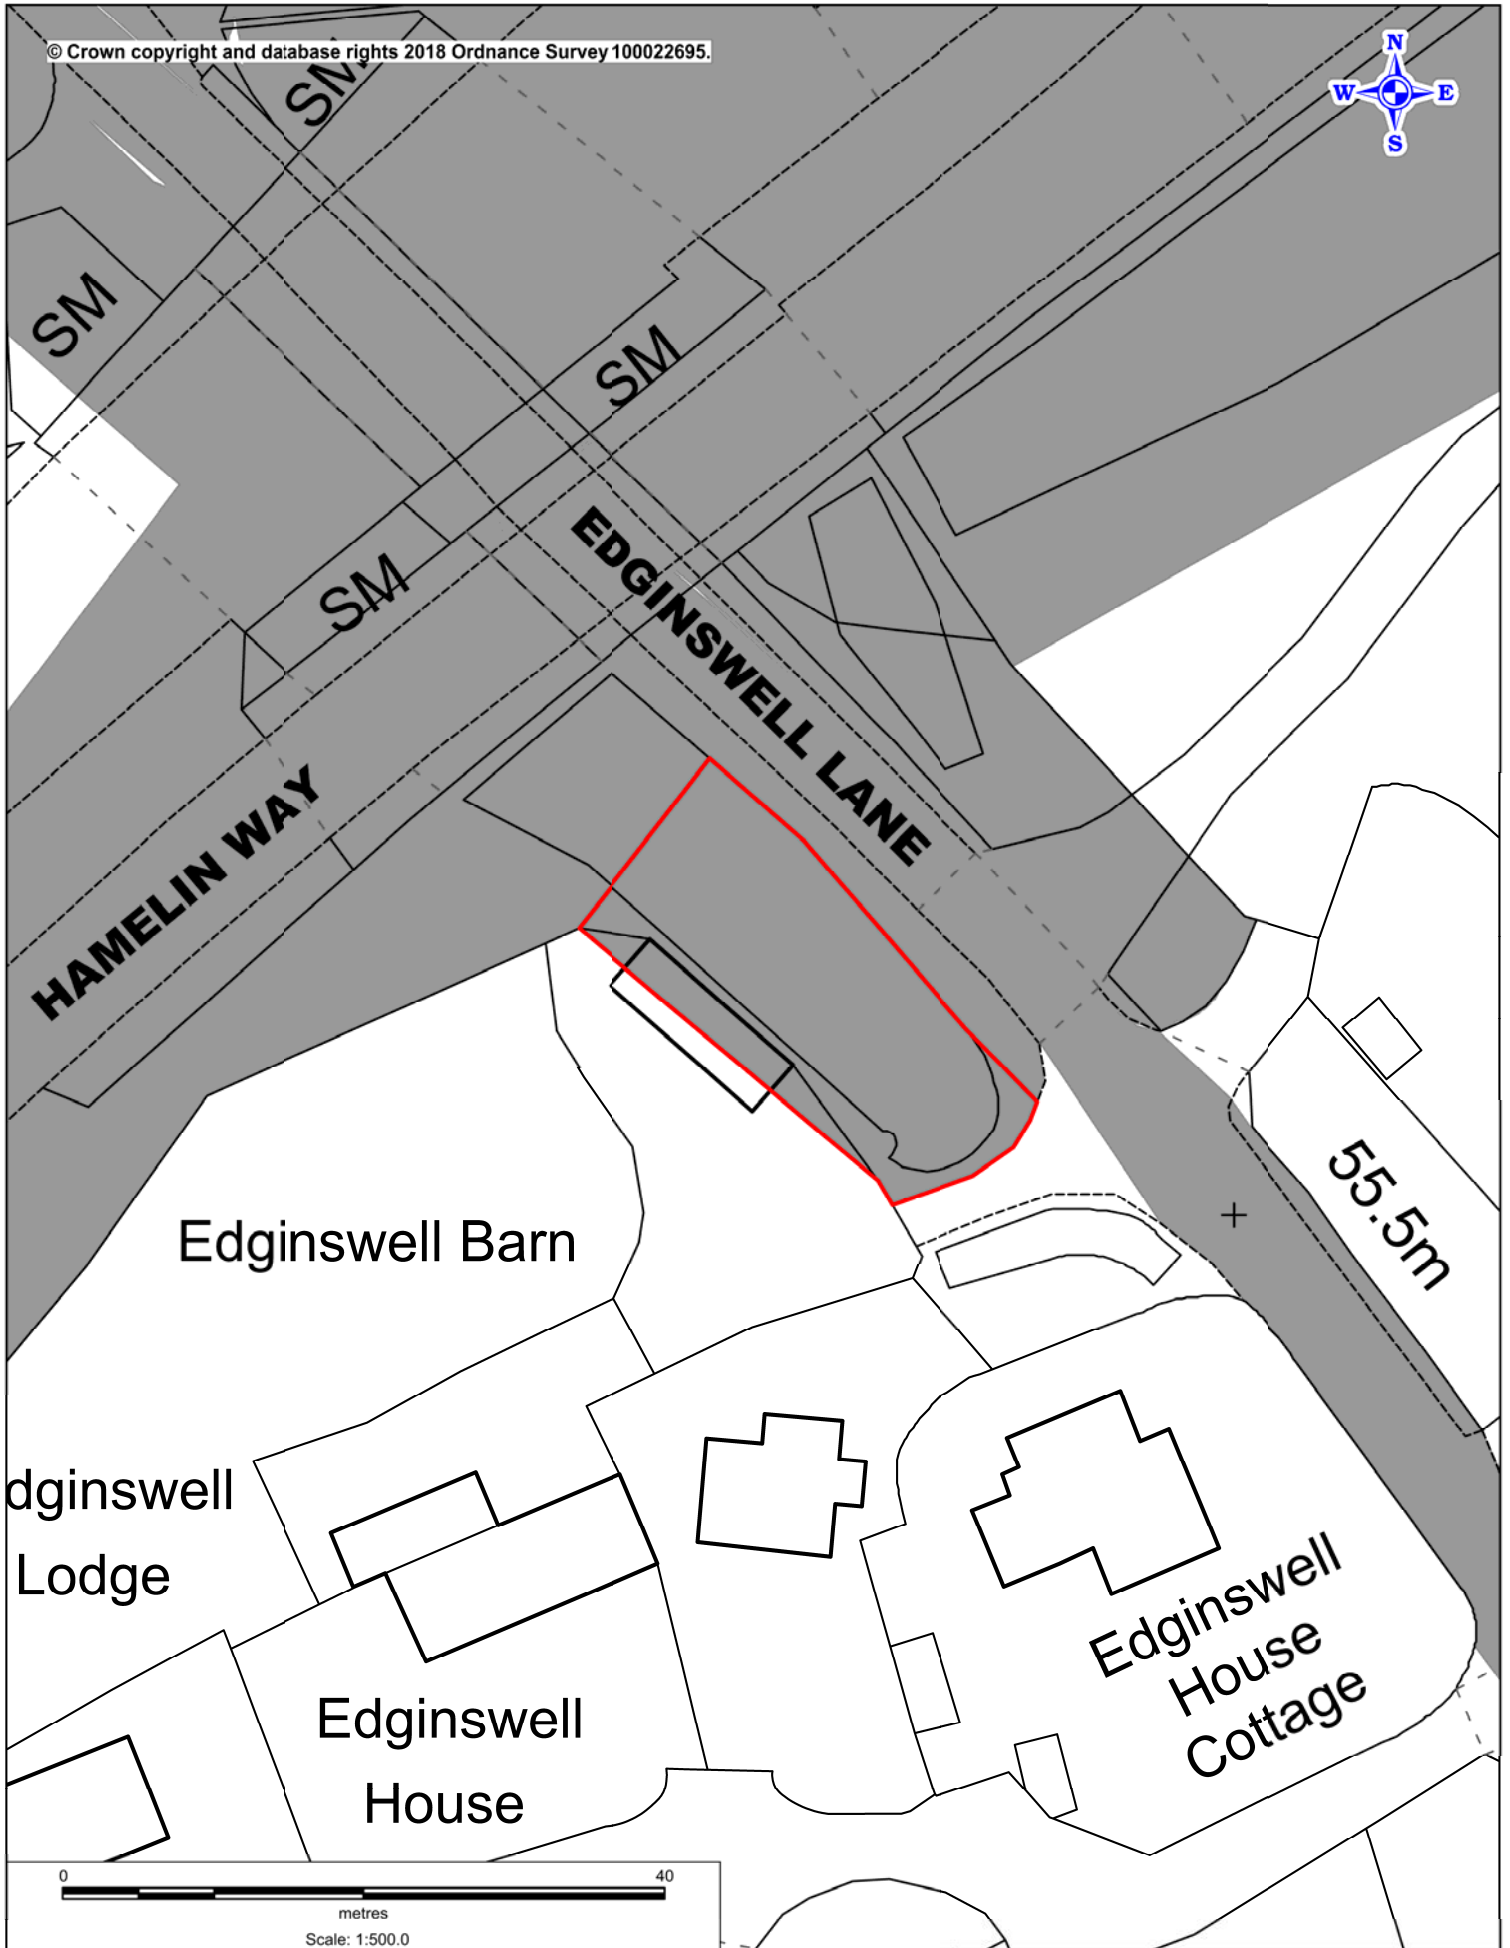 © Crown copyright and database rights 2018 Ordnance Survey 100022695.
N
W E
S
SM
SM
SM
SM
EDGINSWELL LANE
HAMELIN WAY
55.5m
Edginswell Barn
dginswell
Lodge
Edginswell
House
Cottage
Edginswell
House
0 40
metres
Scale: 1:500.0